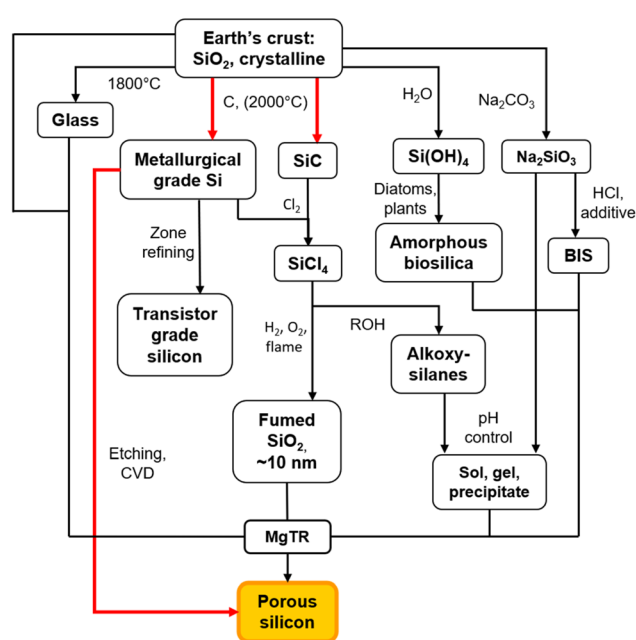 Earth's crust:
SiO₂, crystalline
1800°C
C, (2000°C)
H₂O
Na₂CO₃
Glass
Metallurgical
grade Si
SiC
Si(OH)₄
Na₂SiO₃
Cl₂
Diatoms,
plants
HCl,
additive
Zone
refining
SiCl₄
Amorphous
biosilica
BIS
Transistor
grade
silicon
H₂, O₂,
flame
ROH
Alkoxy-
silanes
Fumed
SiO₂,
~10 nm
pH
control
Etching,
CVD
Sol, gel,
precipitate
MgTR
Porous
silicon